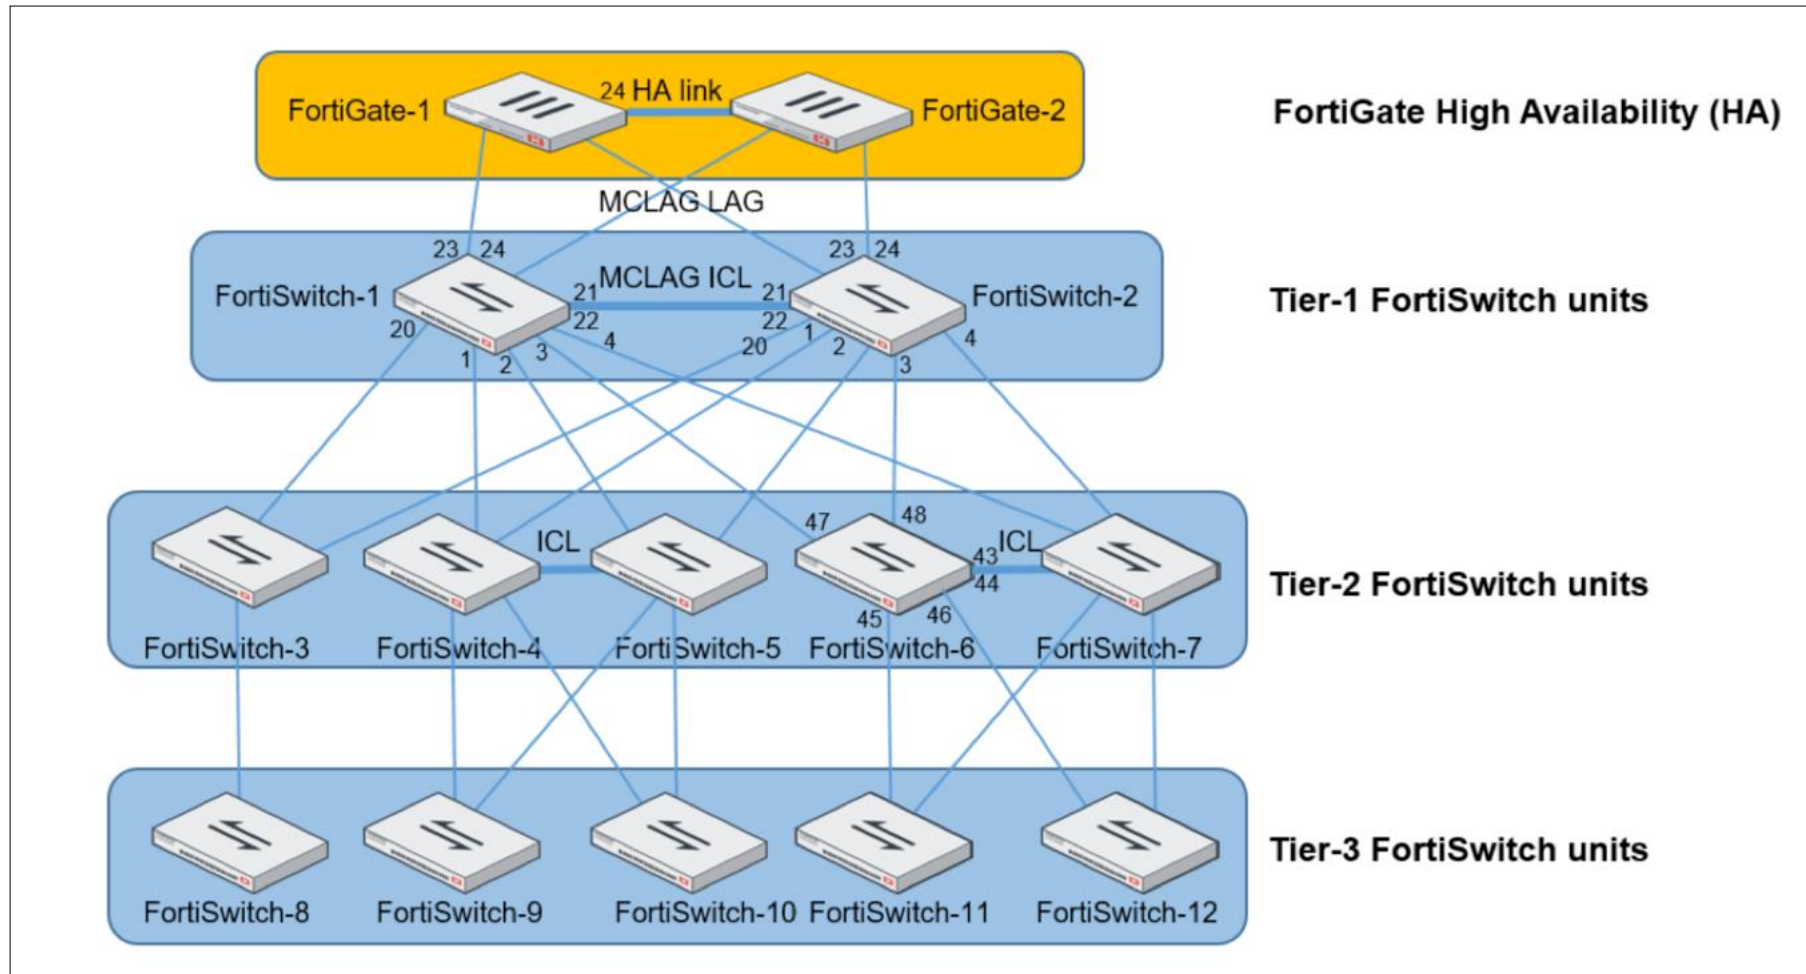 24 HA link
FortiGate-1
FortiGate-2
FortiGate High Availability (HA)
MCLAG LAG
23 24
23 24
FortiSwitch-1
21 MCLAG ICL 21
FortiSwitch-2
Tier-1 FortiSwitch units
22
22
20
1
2
3
4
20
1
2
3
4
47
48
ICL
43 ICL
44
Tier-2 FortiSwitch units
45
46
FortiSwitch-3
FortiSwitch-4
FortiSwitch-5
FortiSwitch-6
FortiSwitch-7
Tier-3 FortiSwitch units
FortiSwitch-8
FortiSwitch-9
FortiSwitch-10
FortiSwitch-11
FortiSwitch-12